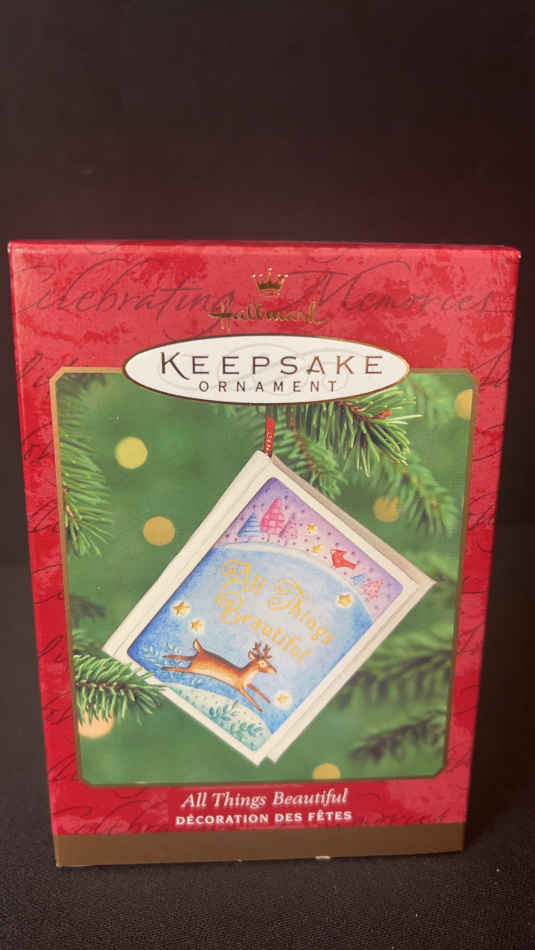 Celebrating Memories
Hallmark
KEEPSAKE
ORNAMENT
All Things
Beautiful
All Things Beautiful
DÉCORATION DES FÊTES